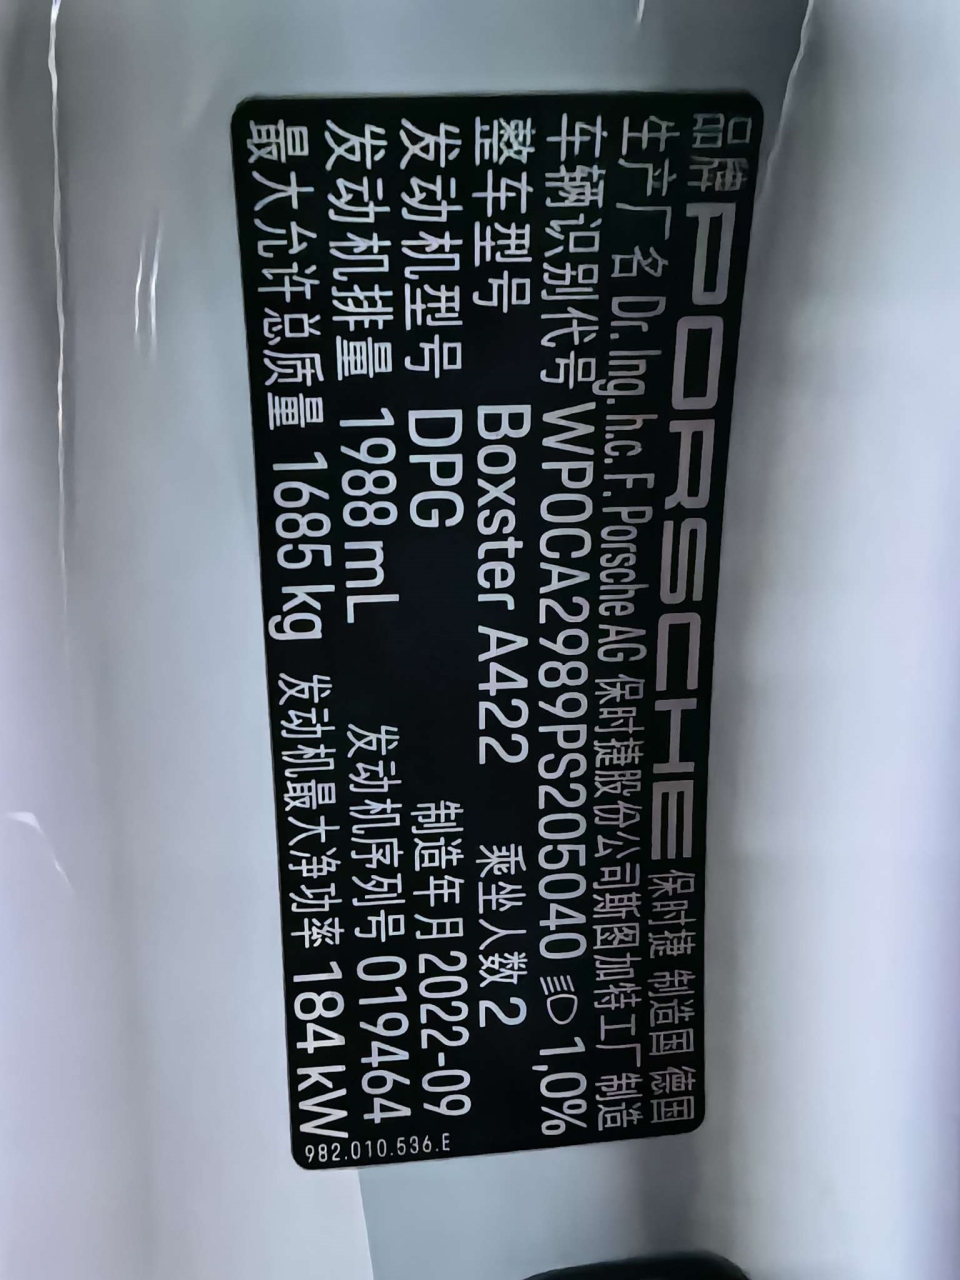 品牌 PORSCHE 保时捷 制造国 德国
生产厂名 Dr. Ing. h.c. F. Porsche AG 保时捷股份公司斯图加特工厂制造
车辆识别代号 WP0CA2989PS205040 1,0%
整车型号 Boxster A422 乘坐人数 2
发动机型号 DPG 制造年月 2022-09
发动机排量 1988 mL 发动机序列号 019464
最大允许总质量 1685 kg 发动机最大净功率 184 kW
982.010.536.E